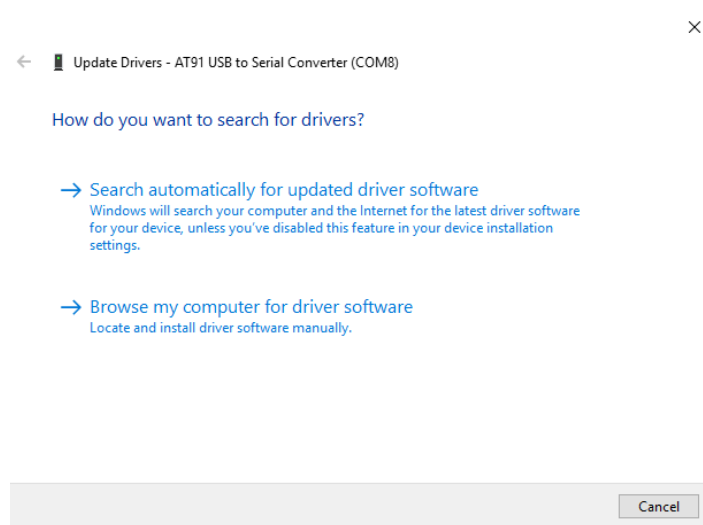 Update Drivers - AT91 USB to Serial Converter (COM8)
How do you want to search for drivers?
Search automatically for updated driver software
Windows will search your computer and the Internet for the latest driver software
for your device, unless you've disabled this feature in your device installation
settings.
Browse my computer for driver software
Locate and install driver software manually.
Cancel